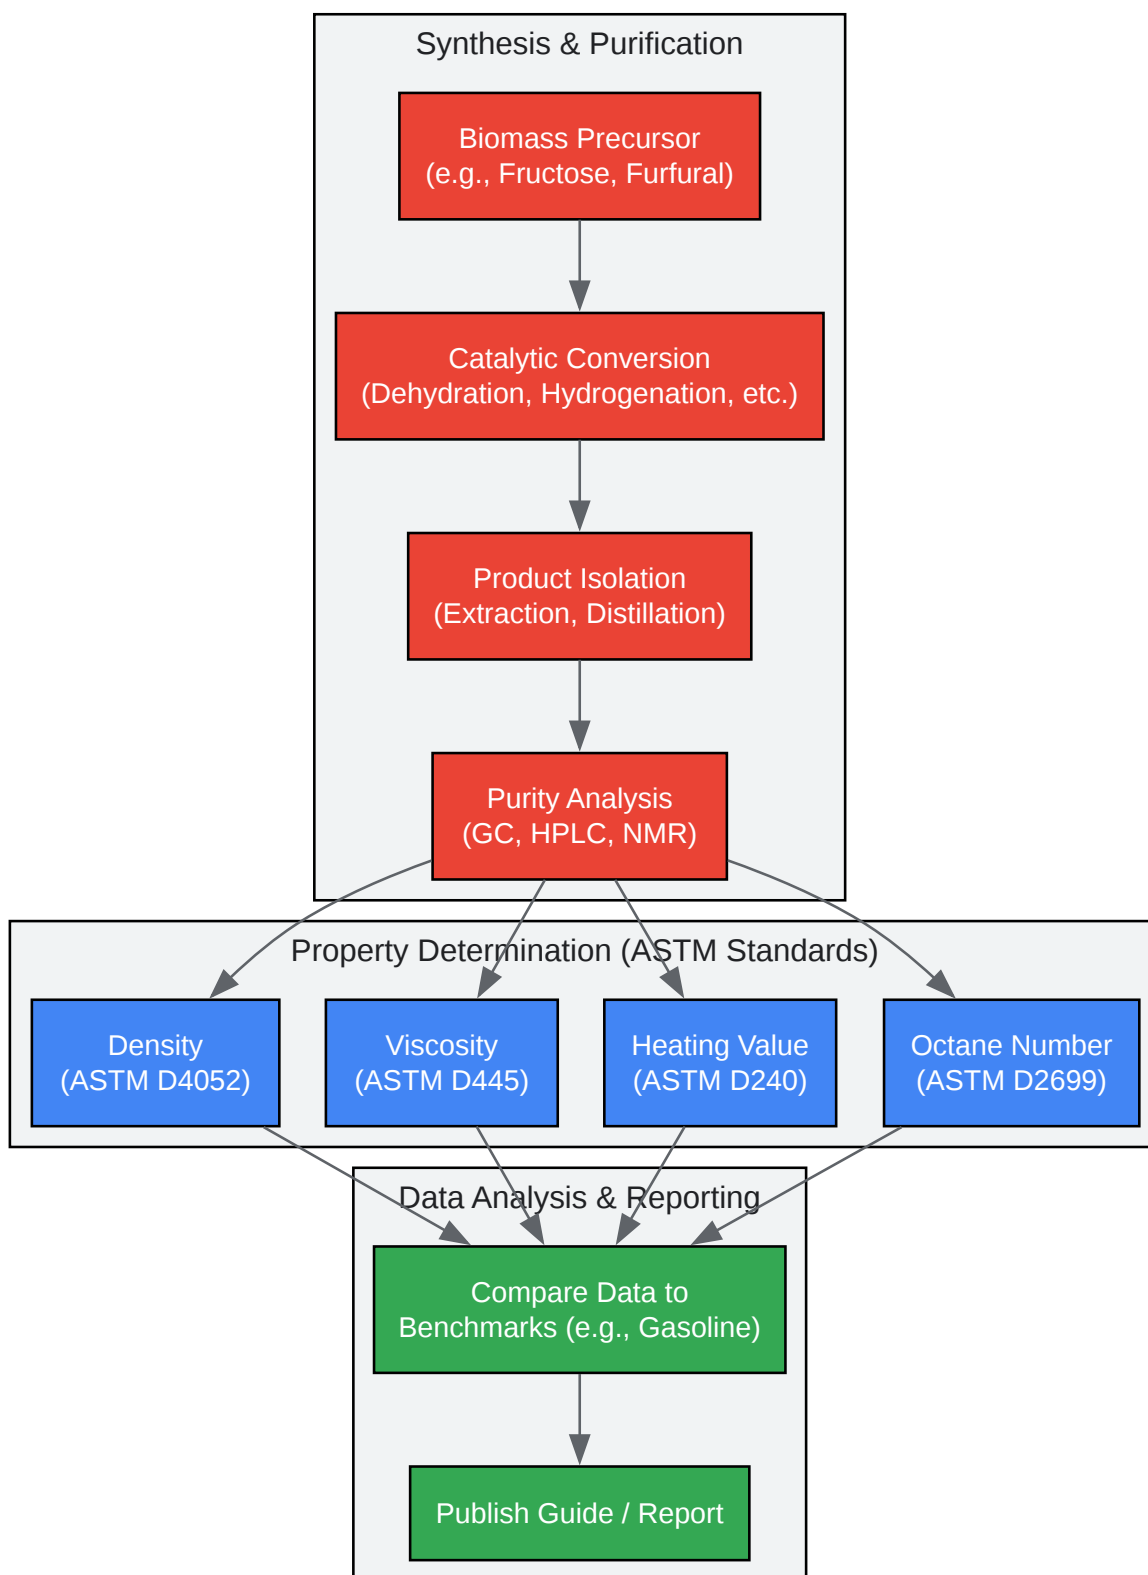 Synthesis & Purification
Biomass Precursor
(e.g., Fructose, Furfural)
Catalytic Conversion
(Dehydration, Hydrogenation, etc.)
Product Isolation
(Extraction, Distillation)
Purity Analysis
(GC, HPLC, NMR)
Property Determination (ASTM Standards)
Density
(ASTM D4052)
Viscosity
(ASTM D445)
Heating Value
(ASTM D240)
Octane Number
(ASTM D2699)
Data Analysis & Reporting
Compare Data to
Benchmarks (e.g., Gasoline)
Publish Guide / Report